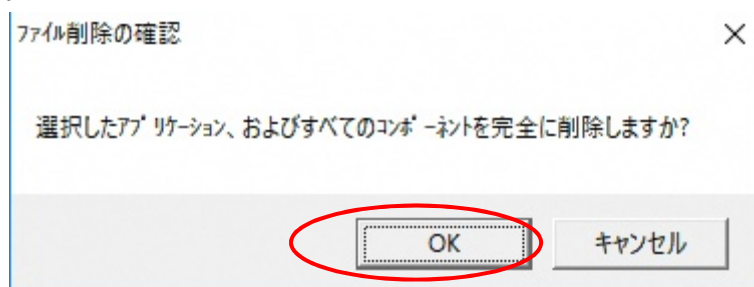 ﾌｧｲﾙ削除の確認
選択したｱﾌﾟﾘｹｰｼｮﾝ、およびすべてのｺﾝﾎﾟｰﾈﾝﾄを完全に削除しますか?
OK
キャンセル